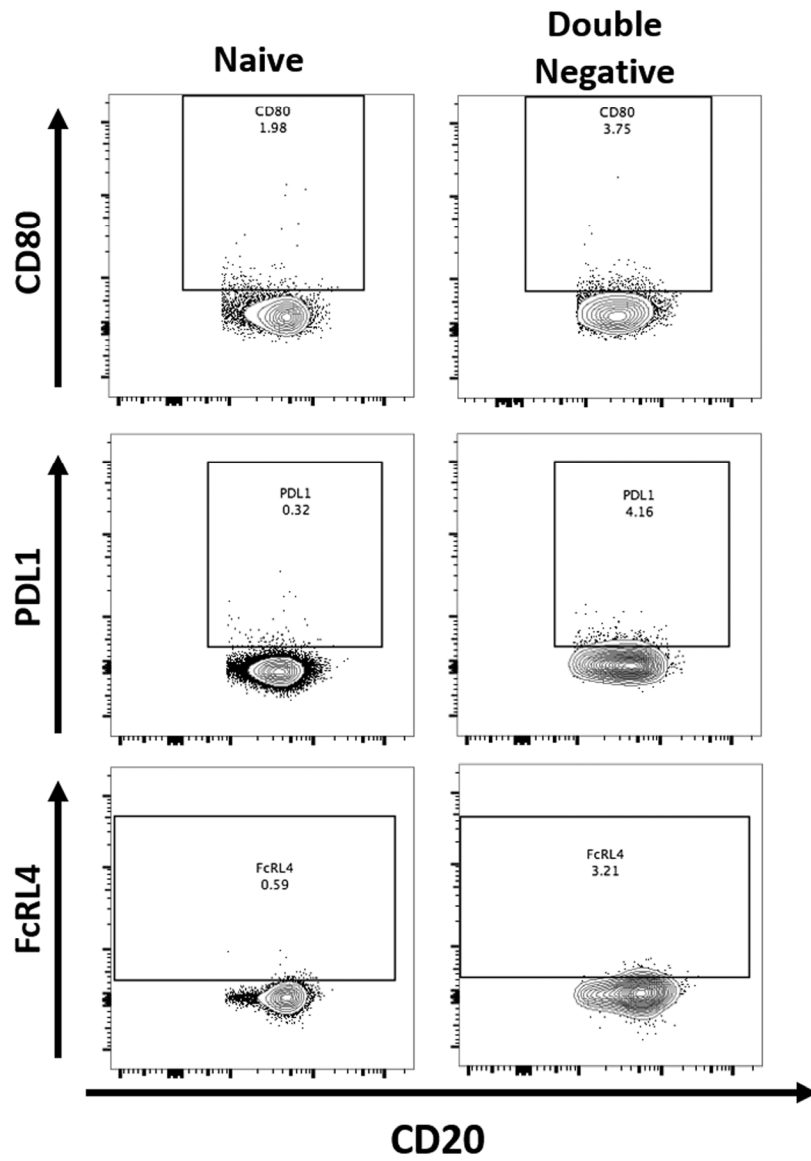 Naive
Double
Negative
CD80
CD80
1.98
CD80
3.75
PDL1
PDL1
0.32
PDL1
4.16
FcRL4
FcRL4
0.59
FcRL4
3.21
CD20